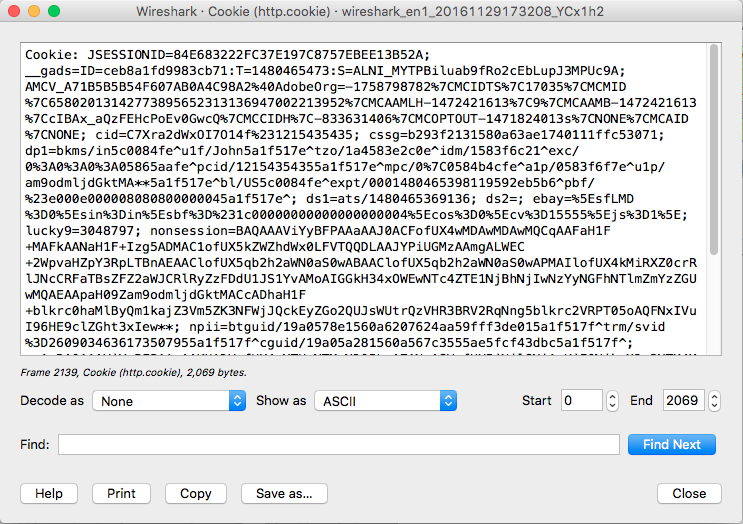 Wireshark · Cookie (http.cookie) · wireshark_en1_20161129173208_YCx1h2
Cookie: JSESSIONID=84E683222FC37E197C8757EBEE13B52A;
__gads=ID=ceb8a1fd9983cb71:T=1480465473:S=ALNI_MYTPBiluab9fRo2cEbLupJ3MPUc9A;
AMCV_A71B5B5B54F607AB0A4C98A2%40AdobeOrg=-1758798782%7CMCIDTS%7C17035%7CMCMID
%7C65802013142773895652313136947002213952%7CMCAAMLH-1472421613%7C9%7CMCAAMB-1472421613
%7CcIBAx_aQzFEHcPoEv0GwcQ%7CMCCIDH%7C-833631406%7CMCOPTOUT-1471824013s%7CNONE%7CMCAID
%7CNONE; cid=C7Xra2dWxOI7O14f%231215435435; cssg=b293f2131580a63ae1740111ffc53071;
dp1=bkms/in5c0084fe^u1f/John5a1f517e^tzo/1a4583e2c0e^idm/1583f6c21^exc/
0%3A0%3A0%3A05865aafe^pcid/12154354355a1f517e^mpc/0%7C0584b4cfe^a1p/0583f6f7e^u1p/
am9odmljdGktMA**5a1f517e^bl/US5c0084fe^expt/0001480465398119592eb5b6^pbf/
%23e000e000008080800000045a1f517e^; ds1=ats/1480465369136; ds2=; ebay=%5EsfLMD
%3D0%5Esin%3Din%5Esbf%3D%231c00000000000000000004%5Ecos%3D0%5Ecv%3D15555%5Ejs%3D1%5E;
lucky9=3048797; nonsession=BAQAAAViYyBFPAAaAAJ0ACFofUX4wMDAwMDAwMQCqAAFaH1F
+MAFkAANaH1F+Izg5ADMAC1ofUX5kZWZhdWx0LFVTQQDLAAJYPiUGMzAAmgALWEC
+2WpvaHZpY3RpLTBnAEAAClofUX5qb2h2aWN0aS0wABAAClofUX5qb2h2aWN0aS0wAPMAIlofUX4kMiRXZ0crR
lJNcCRFaTBsZFZ2aWJCRlRyZzFDdU1JS1YvAMoAIGGkH34xOWEwNTc4ZTE1NjBhNjIwNzYyNGFhNTlmZmYzZGU
wMQAEAApaH09Zam9odmljdGktMACcADhaH1F
+blkrc0haMlByQm1kajZ3Vm5ZK3NFWjJQckEyZGo2QUJsWUtrQzVHR3BRV2RqNng5blkrc2VRPT05oAQFNxIVu
I96HE9clZGht3xIew**; npii=btguid/19a0578e1560a6207624aa59fff3de015a1f517f^trm/svid
%3D2609034636173507955a1f517f^cguid/19a05a281560a567c3555ae5fcf43dbc5a1f517f^;
Frame 2139, Cookie (http.cookie), 2,069 bytes.
Decode as None Show as ASCII Start 0 End 2069
Find: Find Next
Help Print Copy Save as... Close